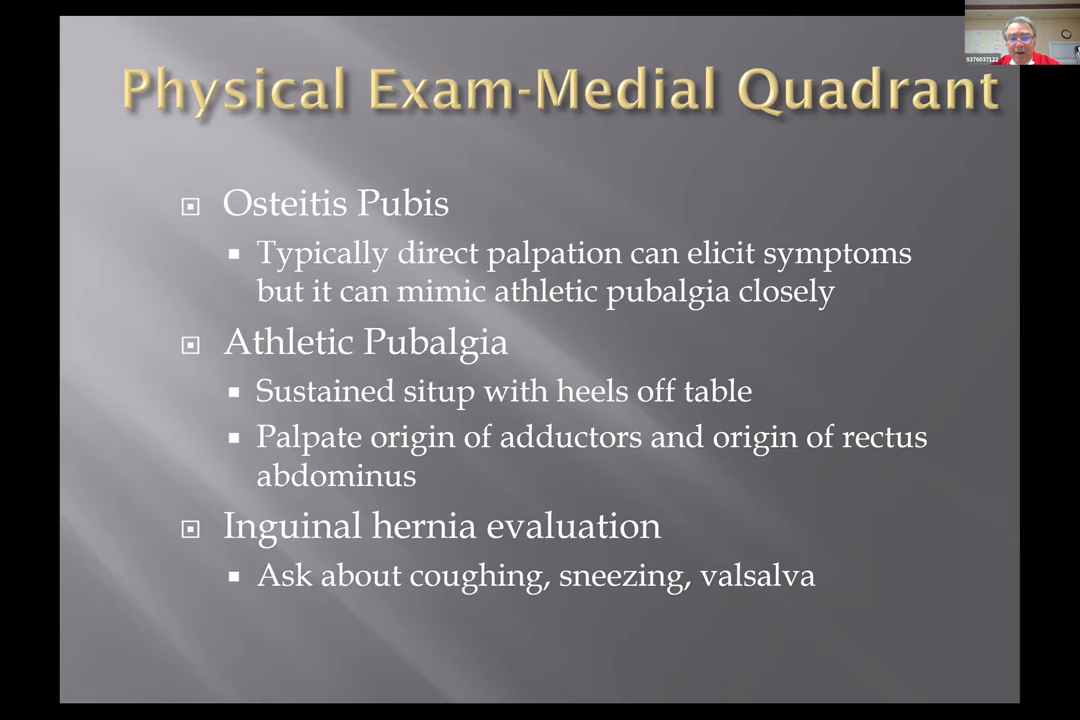 9376037122
Physical Exam-Medial Quadrant
Osteitis Pubis
Typically direct palpation can elicit symptoms
but it can mimic athletic pubalgia closely
Athletic Pubalgia
Sustained situp with heels off table
Palpate origin of adductors and origin of rectus
abdominus
Inguinal hernia evaluation
Ask about coughing, sneezing, valsalva